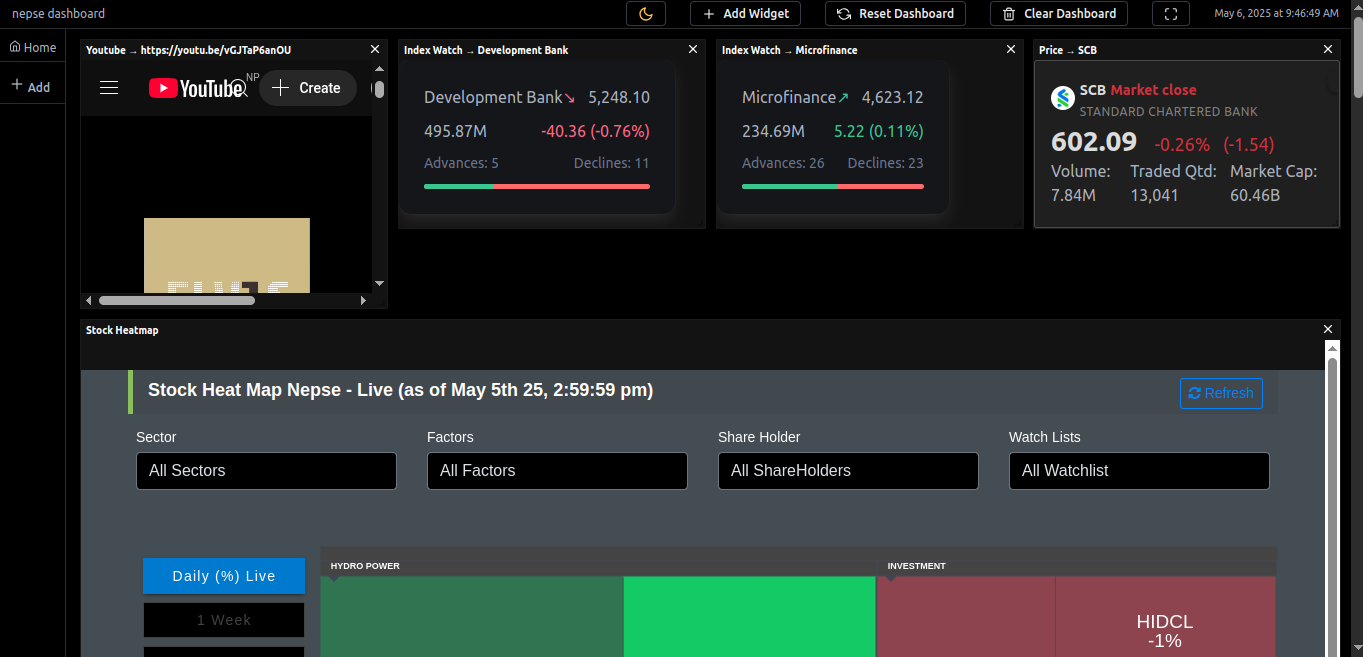 nepse dashboard
Add Widget
Reset Dashboard
Clear Dashboard
May 6, 2025 at 9:46:49 AM
Home
Add
Youtube → https://youtu.be/vGJTaP6anOU
YouTube NP
Create
Index Watch → Development Bank
Development Bank↘ 5,248.10
495.87M -40.36 (-0.76%)
Advances: 5 Declines: 11
Index Watch → Microfinance
Microfinance↗ 4,623.12
234.69M 5.22 (0.11%)
Advances: 26 Declines: 23
Price → SCB
SCB Market close
STANDARD CHARTERED BANK
602.09 -0.26% (-1.54)
Volume: Traded Qtd: Market Cap:
7.84M 13,041 60.46B
Stock Heatmap
Stock Heat Map Nepse - Live (as of May 5th 25, 2:59:59 pm)
Refresh
Sector Factors Share Holder Watch Lists
All Sectors All Factors All ShareHolders All Watchlist
Daily (%) Live
1 Week
HYDRO POWER INVESTMENT
HIDCL
-1%